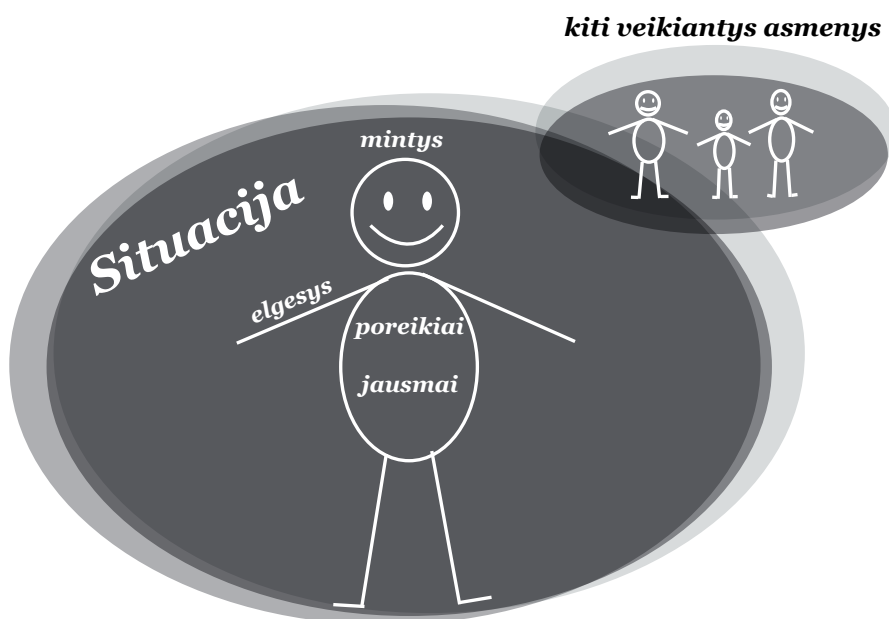 kiti veikiantys asmenys
mintys
Situacija
elgesys
poreikiai
jausmai